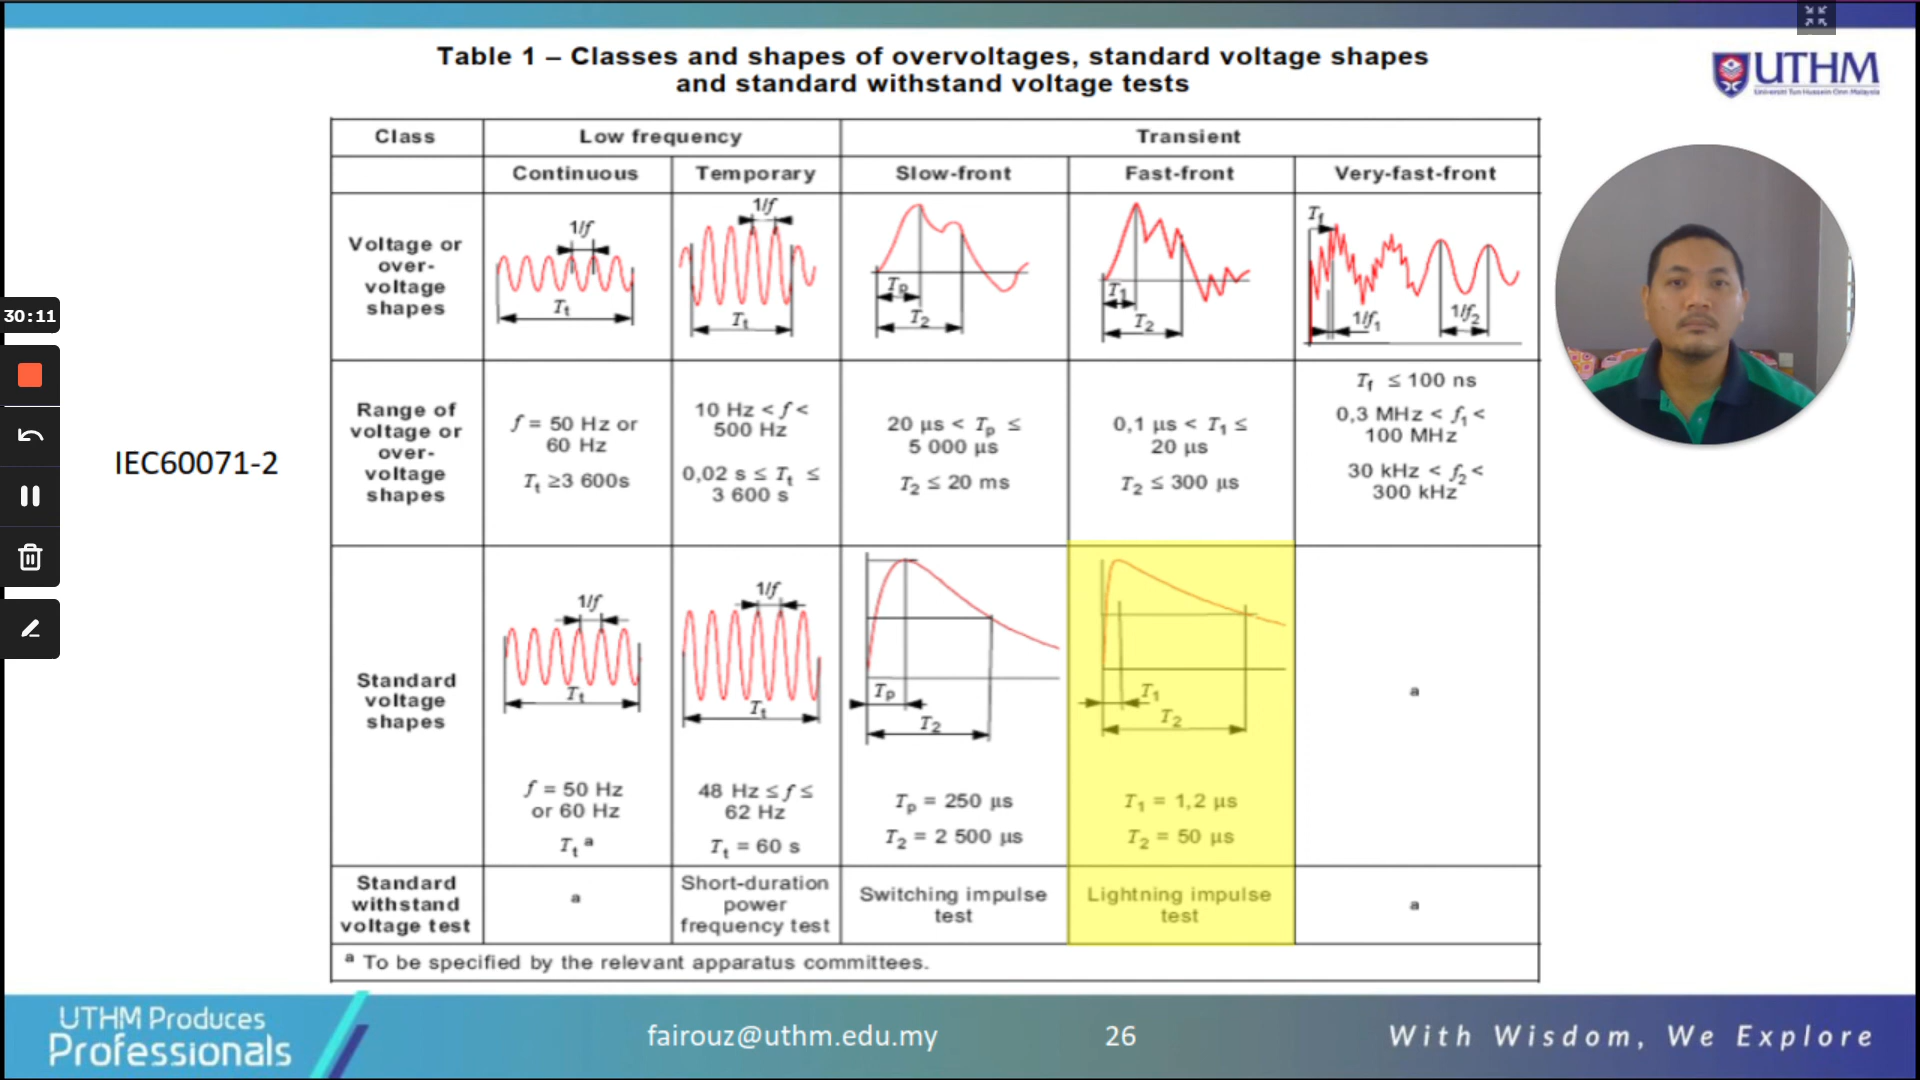 Table 1 – Classes and shapes of overvoltages, standard voltage shapes
and standard withstand voltage tests
UTHM
Universiti Tun Hussein Onn Malaysia
Class
Low frequency
Transient
Continuous
Temporary
Slow-front
Fast-front
Very-fast-front
Voltage or
over-
voltage
shapes
1/f
Tt
1/f
Tt
Tp
T2
T1
T2
Tf
1/f1
1/f2
30:11
IEC60071-2
Range of
voltage or
over-
voltage
shapes
f = 50 Hz or
60 Hz
Tt ≥3 600s
10 Hz < f <
500 Hz
0,02 s ≤ Tt ≤
3 600 s
20 µs < Tp ≤
5 000 µs
T2 ≤ 20 ms
0,1 µs < T1 ≤
20 µs
T2 ≤ 300 µs
Tf ≤ 100 ns
0,3 MHz < f1 <
100 MHz
30 kHz < f2 <
300 kHz
Standard
voltage
shapes
1/f
Tt
f = 50 Hz
or 60 Hz
Tt a
1/f
Tt
48 Hz ≤ f ≤
62 Hz
Tt = 60 s
Tp
T2
Tp = 250 µs
T2 = 2 500 µs
T1
T2
T1 = 1,2 µs
T2 = 50 µs
a
Standard
withstand
voltage test
a
Short-duration
power
frequency test
Switching impulse
test
Lightning impulse
test
a
a To be specified by the relevant apparatus committees.
UTHM Produces
Professionals
fairouz@uthm.edu.my
26
With Wisdom, We Explore